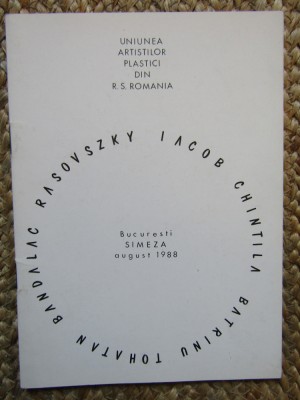 UNIUNEA
ARTISTILOR
PLASTICI
DIN
R. S. ROMANIA
IACOB CHINTILA BATRINU TOHATAN BANDALAC RASOVSZKY
Bucuresti
SIMEZA
august 1988